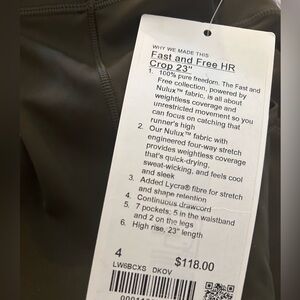 WHY WE MADE THIS
Fast and Free HR
Crop 23"
1. 100% pure freedom. The Fast and
Free collection, powered by
Nulux™ fabric, is all about
weightless coverage and
unrestricted movement so you
can focus on catching that
runner's high
2. Our Nulux™ fabric with
engineered four-way stretch
provides weightless coverage
that's quick-drying,
sweat-wicking, and feels cool
and sleek
3. Added Lycra® fibre for stretch
and shape retention
4. Continuous drawcord
5. 7 pockets; 5 in the waistband
and 2 on the legs
6. High rise, 23" length
4
$118.00
LW6BCXS DKOV